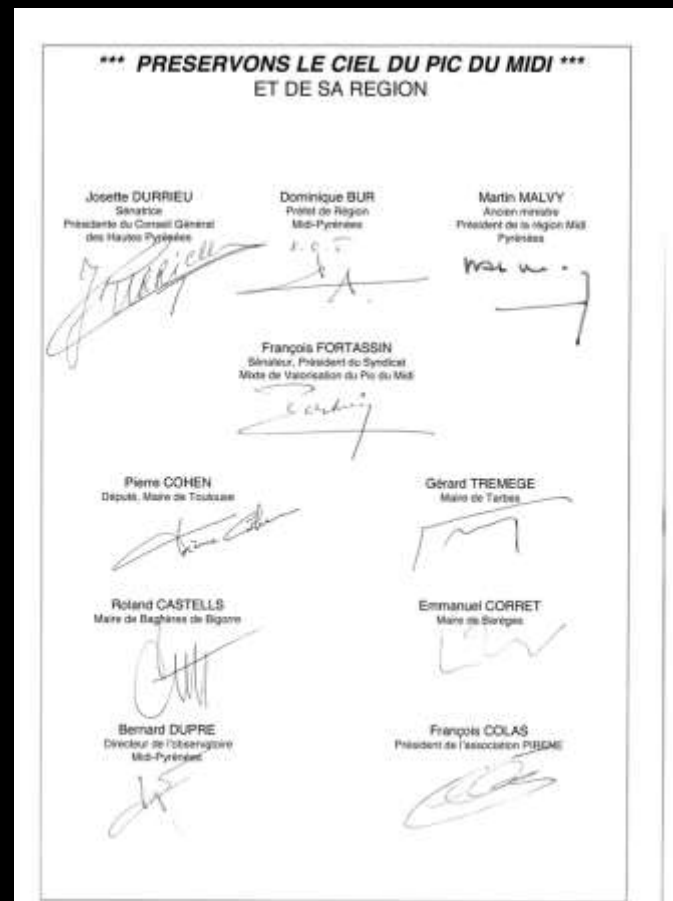 *** PRESERVONS LE CIEL DU PIC DU MIDI ***
ET DE SA REGION
Josette DURRIEU
Sénatrice
Présidente du Conseil Général
des Hautes Pyrénées
Dominique BUR
Préfet de Région
Midi-Pyrénées
Martin MALVY
Ancien ministre
Président de la région Midi
Pyrénées
François FORTASSIN
Sénateur, Président du Syndicat
Mixte de Valorisation du Pic du Midi
Pierre COHEN
Député, Maire de Toulouse
Gérard TREMEGE
Maire de Tarbes
Roland CASTELLS
Maire de Bagnères de Bigorre
Emmanuel CORRET
Maire de Barèges
Bernard DUPRE
Directeur de l'observatoire
Midi-Pyrénées
François COLAS
Président de l'association PIRENE